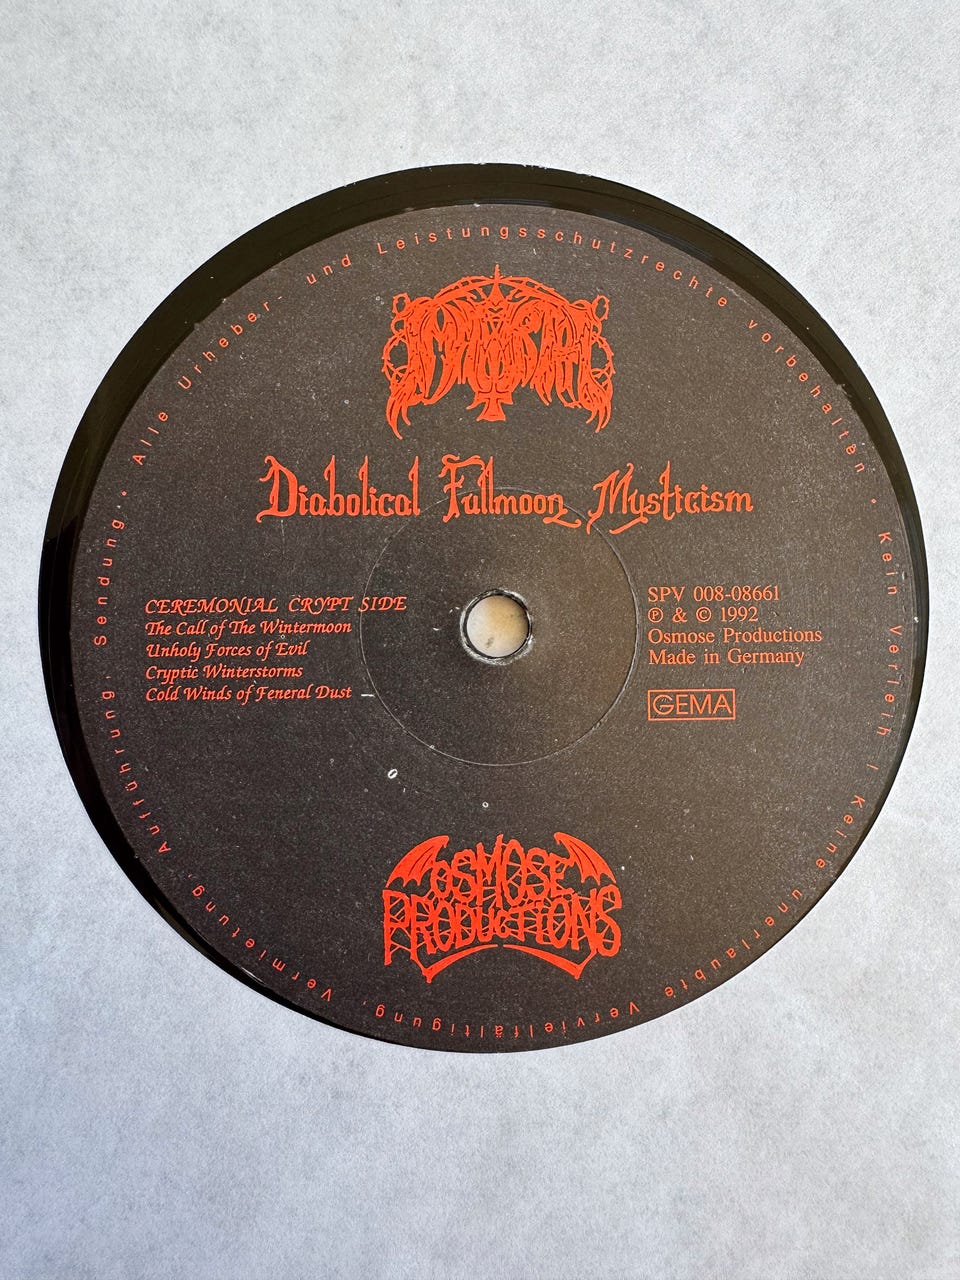 Alle Urheber- und Leistungsschutzrechte vorbehalten · Kein Verleih ! Keine unerlaubte Vervielfältigung, Vermietung, Aufführung, Sendung.
IMMORTAL
Diabolical Fullmoon Mysticism
CEREMONIAL CRYPT SIDE
The Call of The Wintermoon
Unholy Forces of Evil
Cryptic Winterstorms
Cold Winds of Feneral Dust
SPV 008-08661
℗ & © 1992
Osmose Productions
Made in Germany
GEMA
OSMOSE
PRODUCTIONS